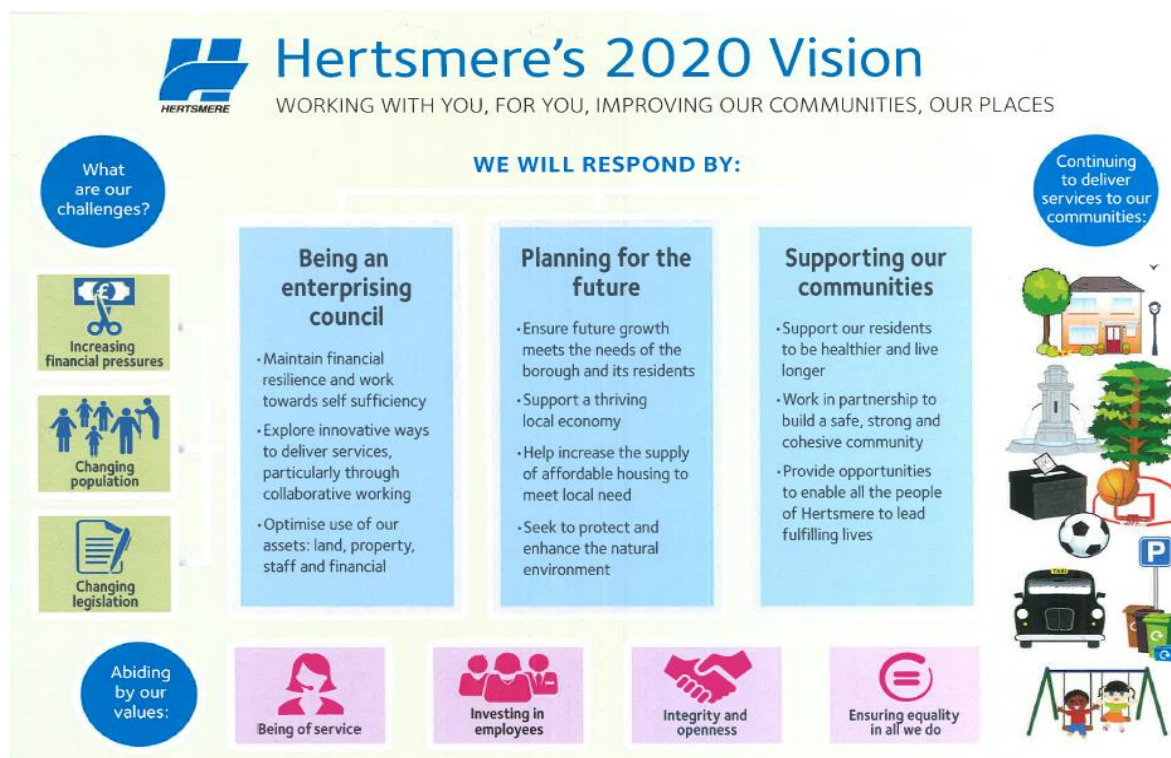 HERTSMERE
Hertsmere's 2020 Vision
WORKING WITH YOU, FOR YOU, IMPROVING OUR COMMUNITIES, OUR PLACES
What
are our
challenges?
£
Increasing
financial pressures
Changing
population
Changing
legislation
WE WILL RESPOND BY:
Being an
enterprising
council
•Maintain financial
resilience and work
towards self sufficiency
•Explore innovative ways
to deliver services,
particularly through
collaborative working
•Optimise use of our
assets: land, property,
staff and financial
Planning for the
future
•Ensure future growth
meets the needs of the
borough and its residents
•Support a thriving
local economy
•Help increase the supply
of affordable housing to
meet local need
•Seek to protect and
enhance the natural
environment
Supporting our
communities
•Support our residents
to be healthier and live
longer
•Work in partnership to
build a safe, strong and
cohesive community
•Provide opportunities
to enable all the people
of Hertsmere to lead
fulfilling lives
Continuing
to deliver
services to our
communities:
P
TAXI
Abiding
by our
values:
Being of service
Investing in
employees
Integrity and
openness
Ensuring equality
in all we do